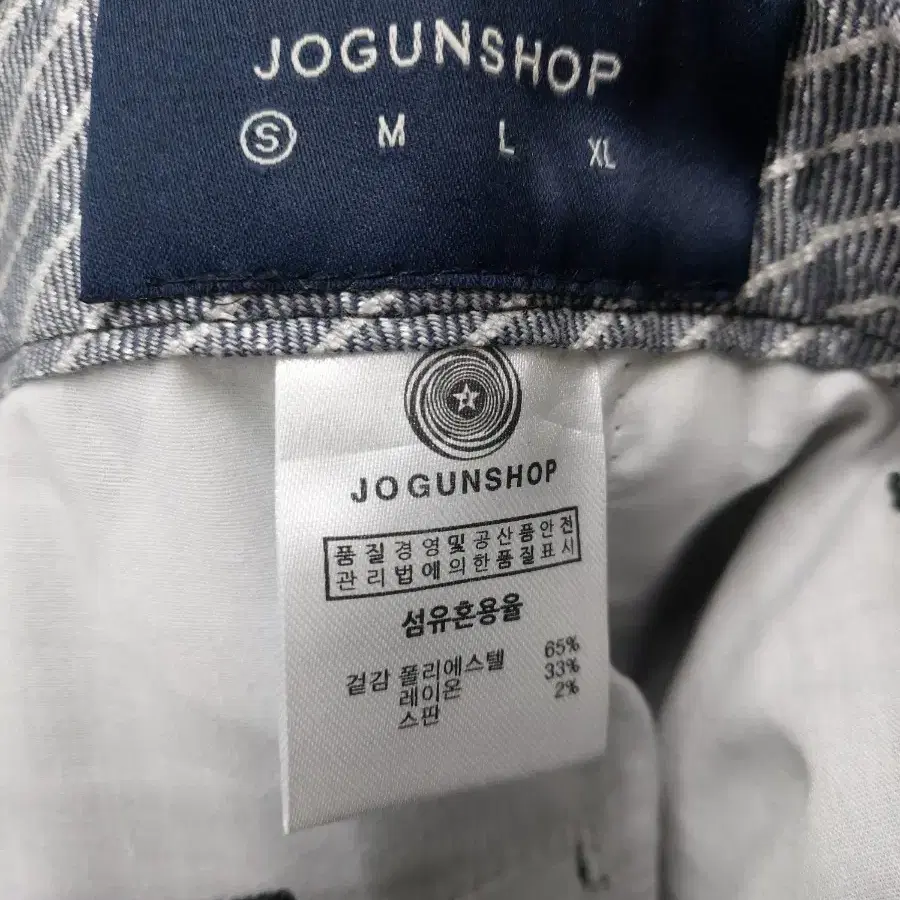 JOGUNSHOP
S M L XL
JOGUNSHOP
품질경영및공산품안전
관리법에의한품질표시
섬유혼용율
겉감 폴리에스텔 65%
레이온 33%
스판 2%